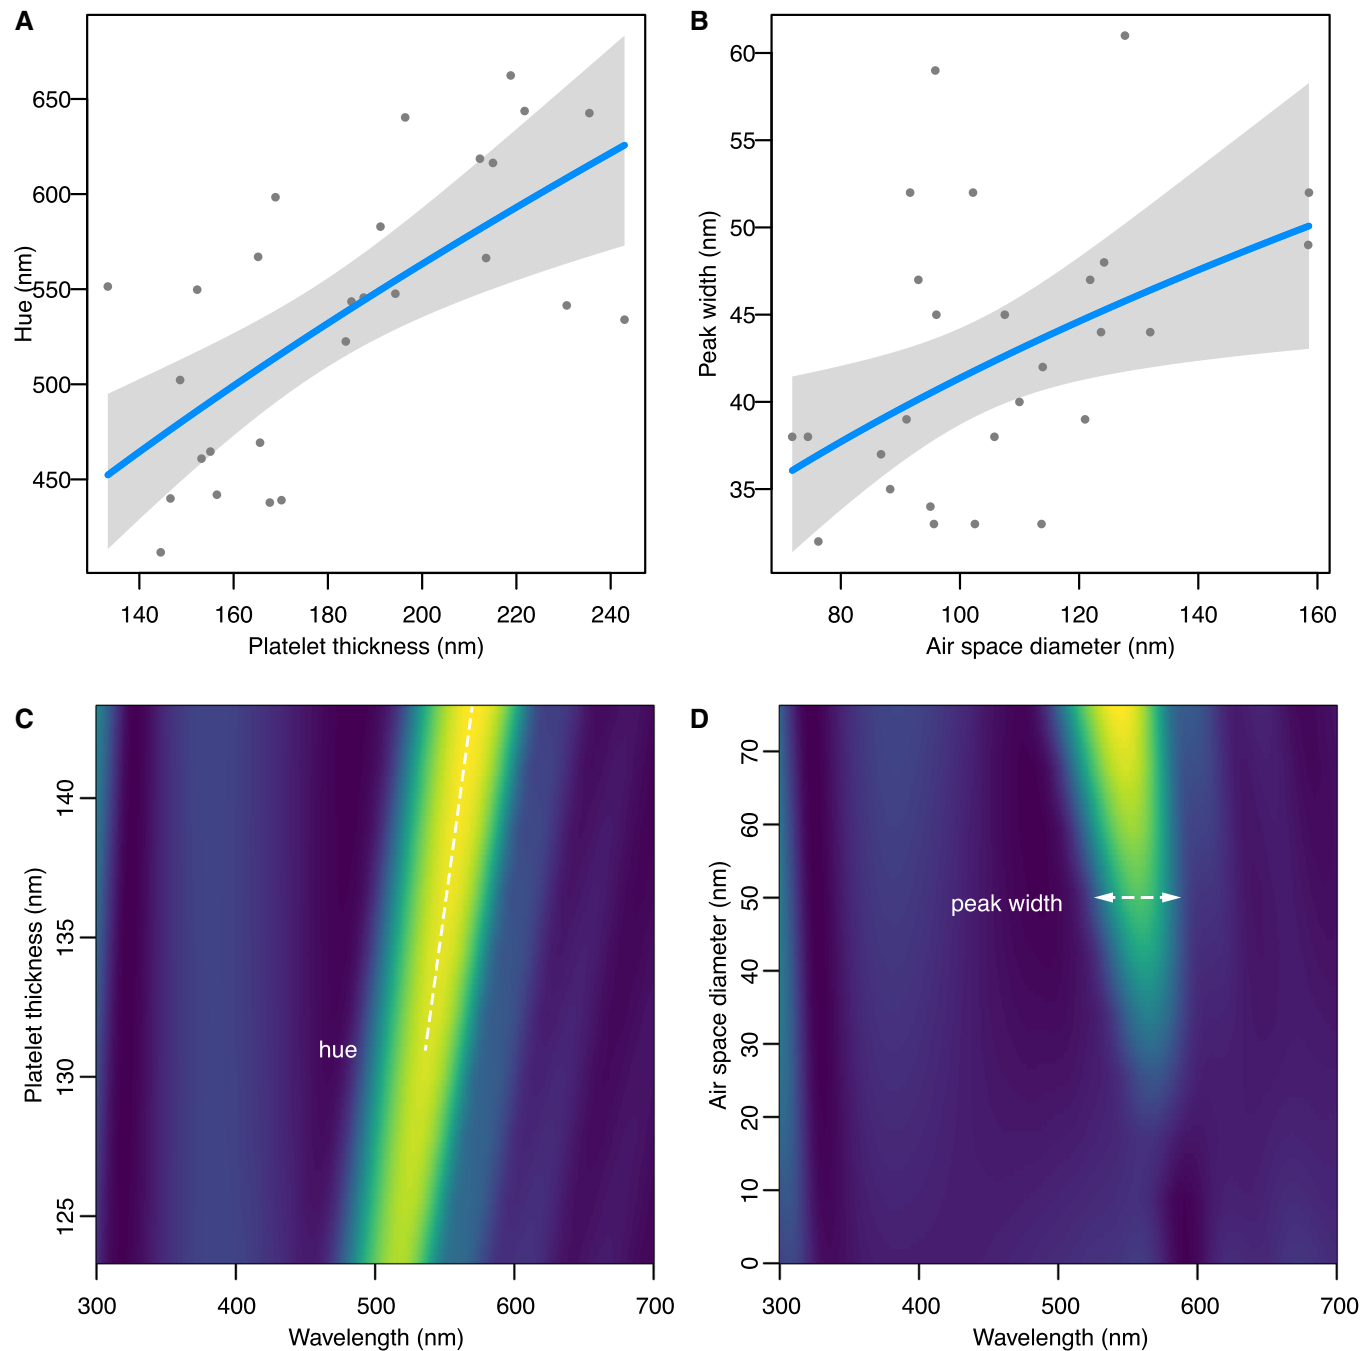 A
Hue (nm)
650
600
550
500
450
140 160 180 200 220 240
Platelet thickness (nm)
B
Peak width (nm)
60
55
50
45
40
35
80 100 120 140 160
Air space diameter (nm)
C
Platelet thickness (nm)
140
135
130
125
hue
300 400 500 600 700
Wavelength (nm)
D
Air space diameter (nm)
70
60
50
40
30
20
10
0
peak width
300 400 500 600 700
Wavelength (nm)